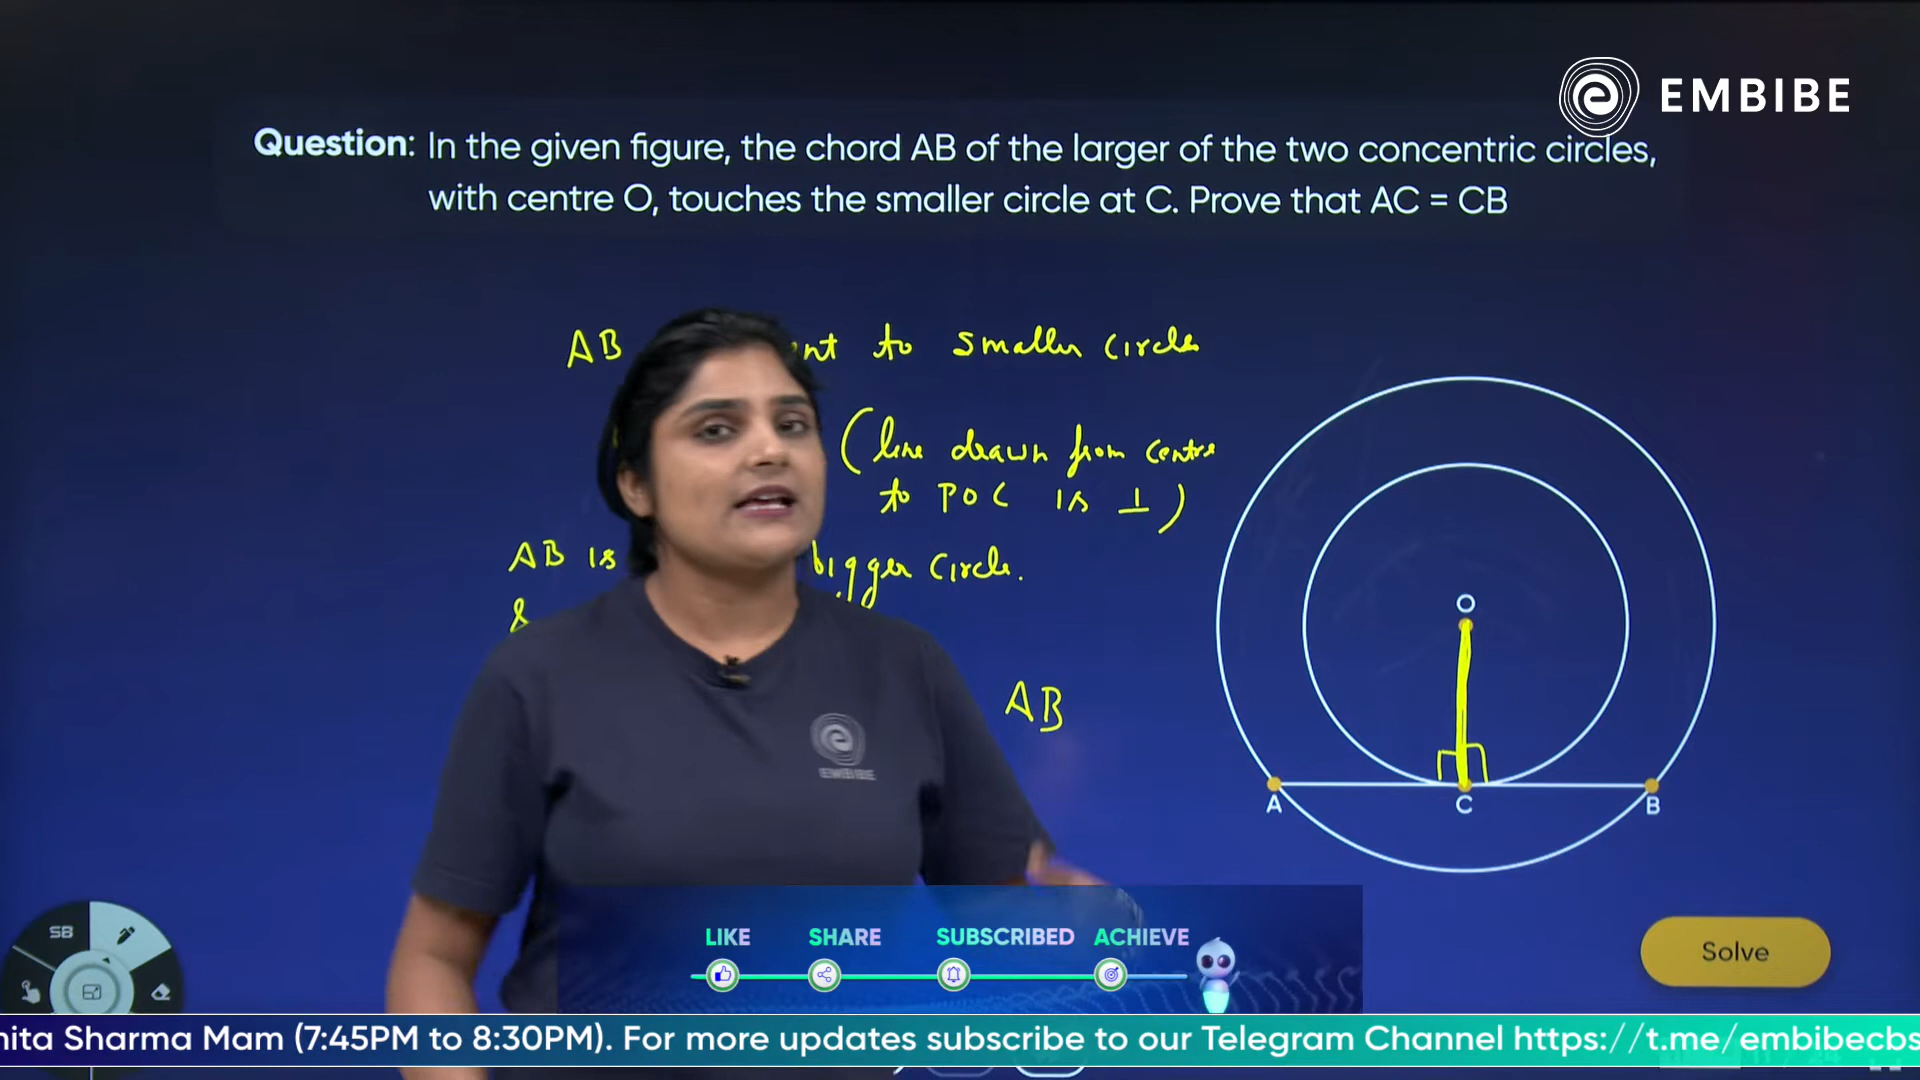 EMBIBE
Question: In the given figure, the chord AB of the larger of the two concentric circles,
with centre O, touches the smaller circle at C. Prove that AC = CB
AB nt to smaller circle
(line drawn from centre
to POC is ⊥)
AB is bigger circle.
&
AB
O
A
C
B
EMBIBE
LIKE SHARE SUBSCRIBED ACHIEVE
SB
Solve
nita Sharma Mam (7:45PM to 8:30PM). For more updates subscribe to our Telegram Channel https://t.me/embibecbs